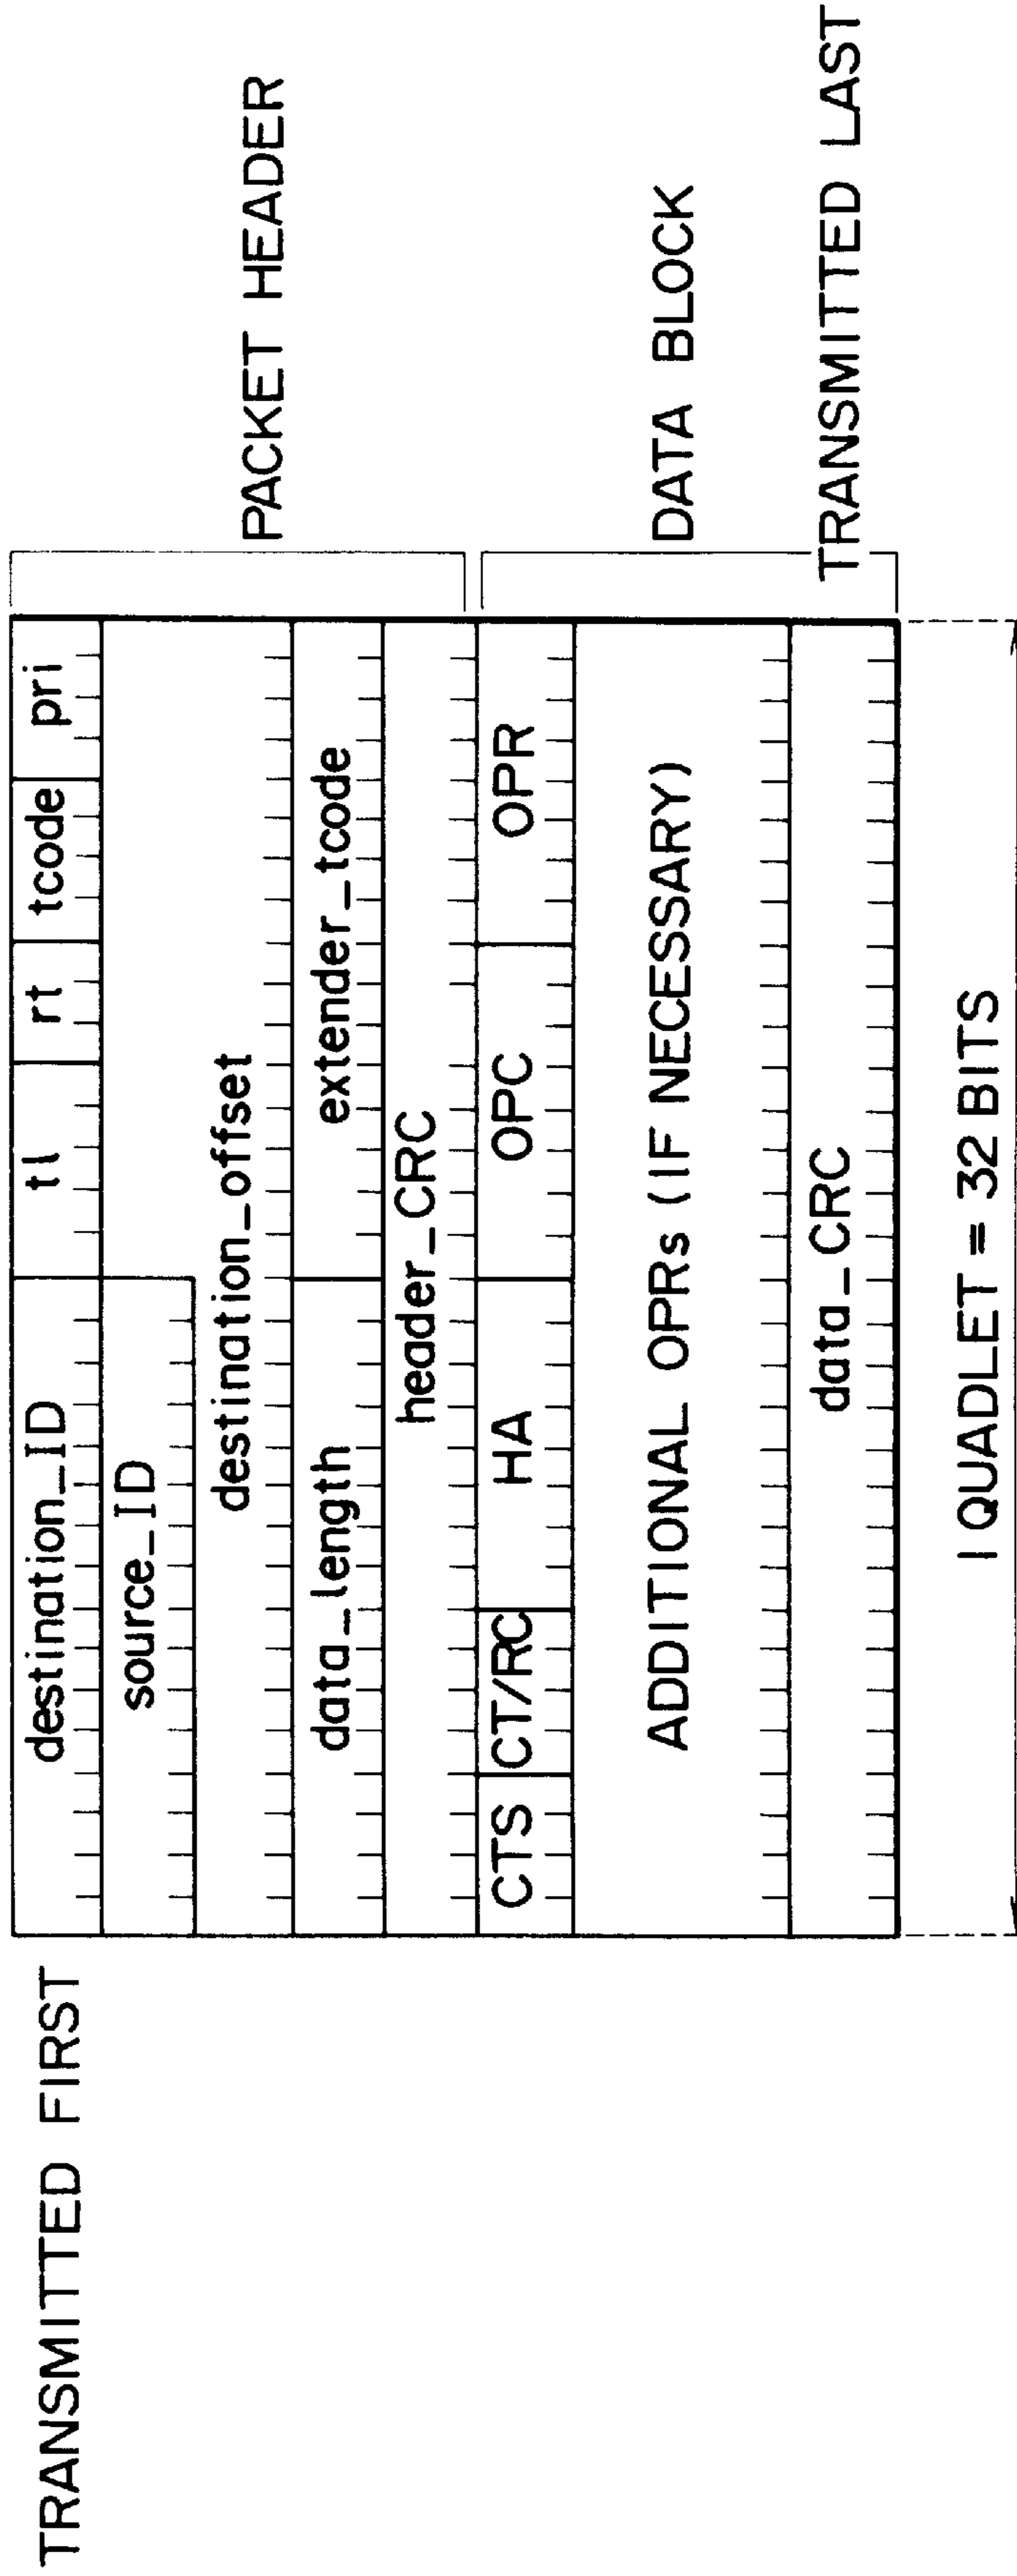 TRANSMITTED FIRST
destination_ID tl rt tcode pri
source_ID
destination_offset
data_length extender_tcode
header_CRC
PACKET HEADER
CTS CT/RC HA OPC OPR
ADDITIONAL OPRs (IF NECESSARY)
data_CRC
DATA BLOCK
TRANSMITTED LAST
1 QUADLET = 32 BITS